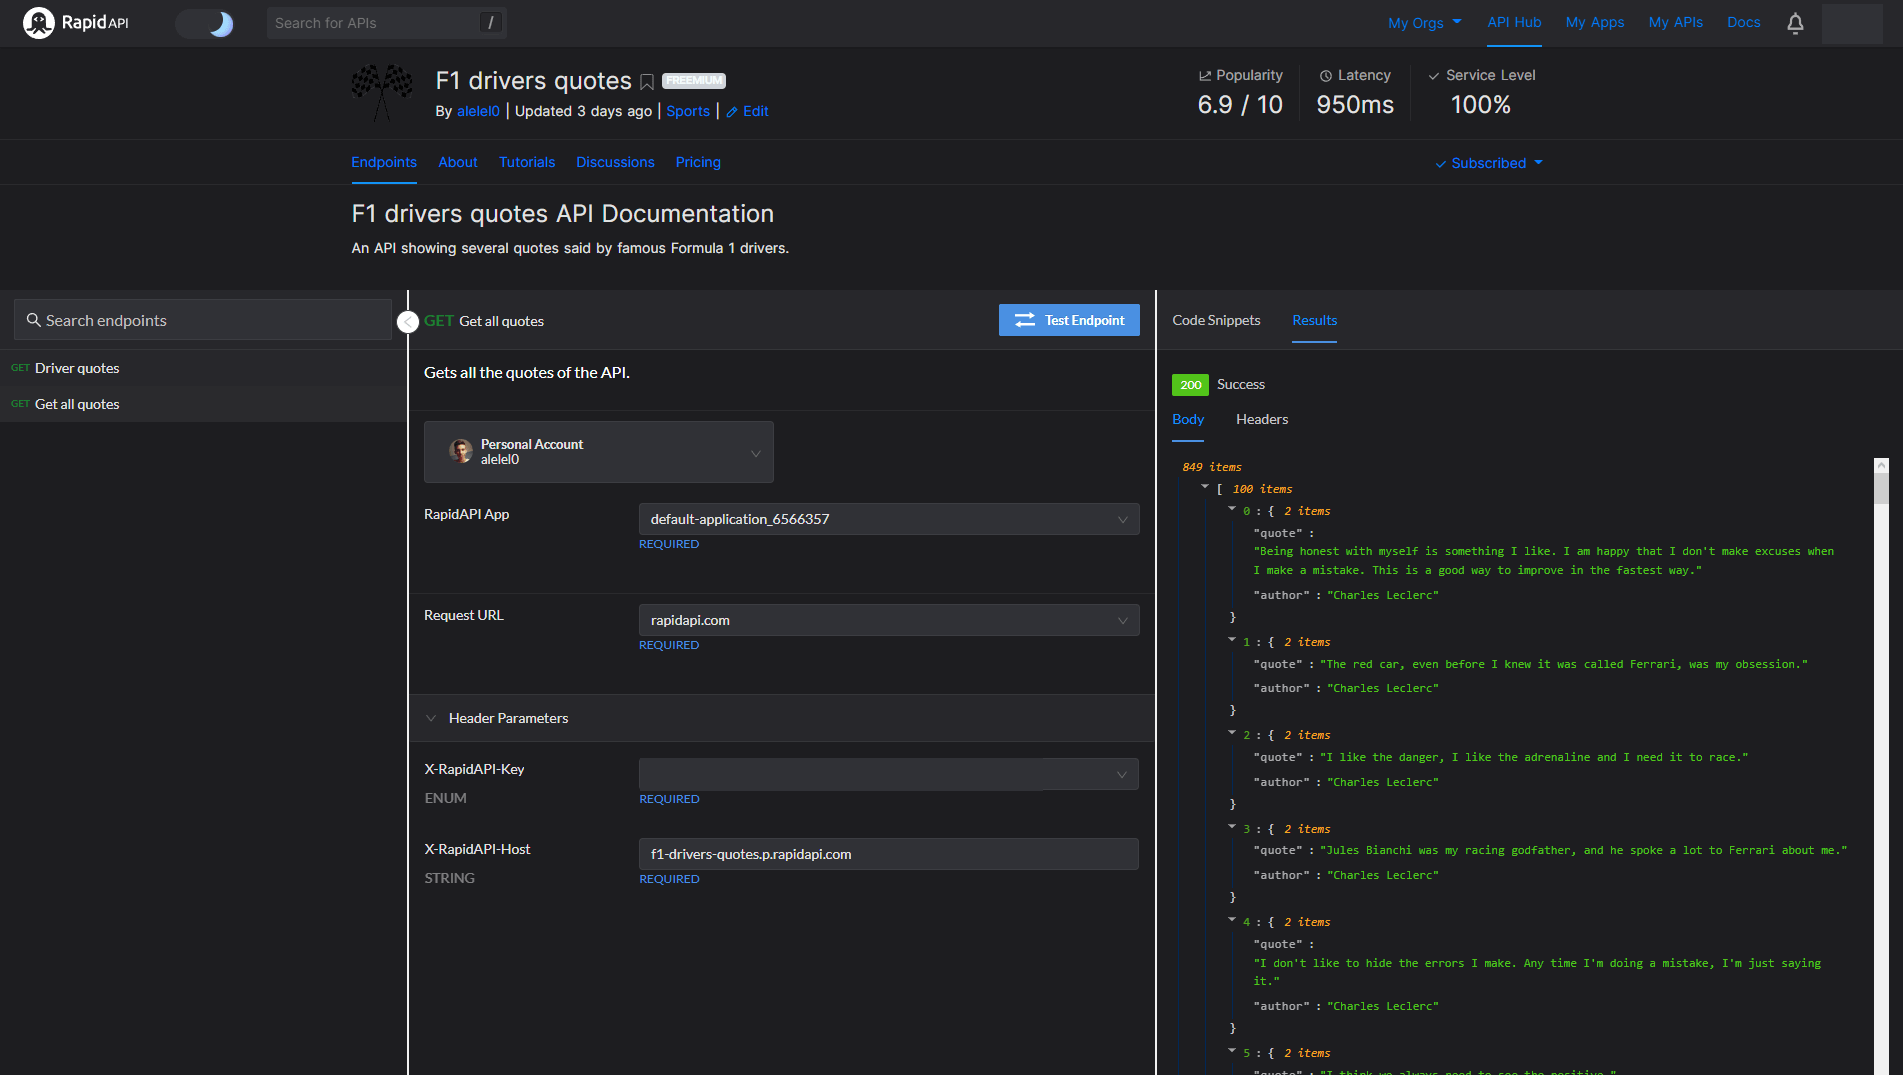 RapidAPI
Search for APIs
/
My Orgs
API Hub
My Apps
My APIs
Docs
F1 drivers quotes
FREEMIUM
By alelel0 | Updated 3 days ago | Sports | Edit
Popularity
6.9 / 10
Latency
950ms
Service Level
100%
Endpoints
About
Tutorials
Discussions
Pricing
Subscribed
F1 drivers quotes API Documentation
An API showing several quotes said by famous Formula 1 drivers.
Search endpoints
GET Driver quotes
GET Get all quotes
GET Get all quotes
Test Endpoint
Gets all the quotes of the API.
Personal Account
alelel0
RapidAPI App
default-application_6566357
REQUIRED
Request URL
rapidapi.com
REQUIRED
Header Parameters
X-RapidAPI-Key
ENUM
REQUIRED
X-RapidAPI-Host
STRING
f1-drivers-quotes.p.rapidapi.com
REQUIRED
Code Snippets
Results
200 Success
Body
Headers
849 items
[ 100 items
0 : { 2 items
"quote" :
"Being honest with myself is something I like. I am happy that I don't make excuses when
I make a mistake. This is a good way to improve in the fastest way."
"author" : "Charles Leclerc"
}
1 : { 2 items
"quote" : "The red car, even before I knew it was called Ferrari, was my obsession."
"author" : "Charles Leclerc"
}
2 : { 2 items
"quote" : "I like the danger, I like the adrenaline and I need it to race."
"author" : "Charles Leclerc"
}
3 : { 2 items
"quote" : "Jules Bianchi was my racing godfather, and he spoke a lot to Ferrari about me."
"author" : "Charles Leclerc"
}
4 : { 2 items
"quote" :
"I don't like to hide the errors I make. Any time I'm doing a mistake, I'm just saying
it."
"author" : "Charles Leclerc"
}
5 : { 2 items
"quote" : "I think we always need to see the positive."